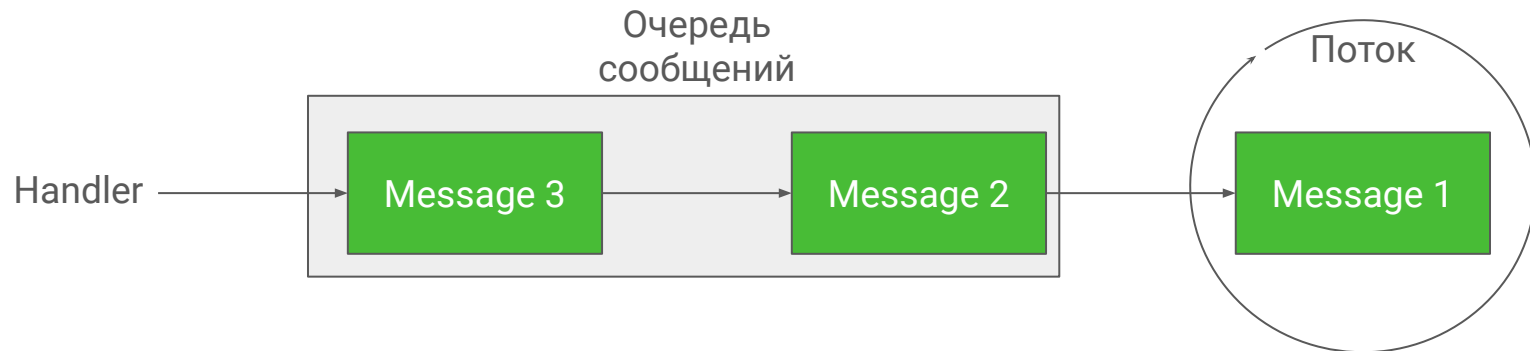 Очередь
сообщений
Поток
Handler
Message 3
Message 2
Message 1